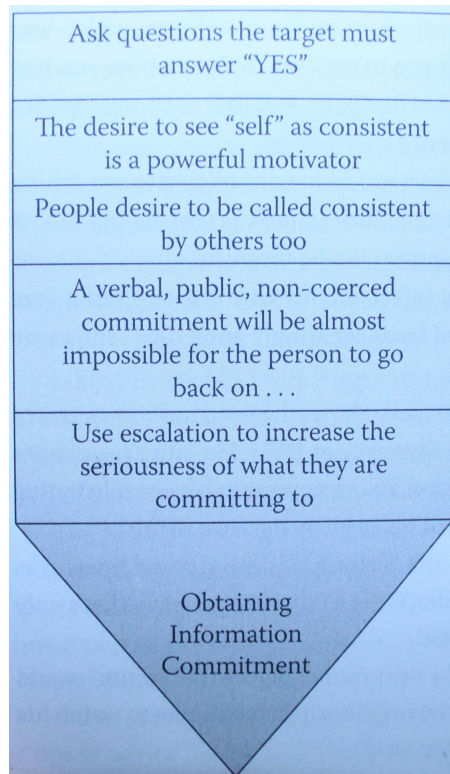 Ask questions the target must
answer “YES”
The desire to see “self” as consistent
is a powerful motivator
People desire to be called consistent
by others too
A verbal, public, non-coerced
commitment will be almost
impossible for the person to go
back on . . .
Use escalation to increase the
seriousness of what they are
committing to
Obtaining
Information
Commitment